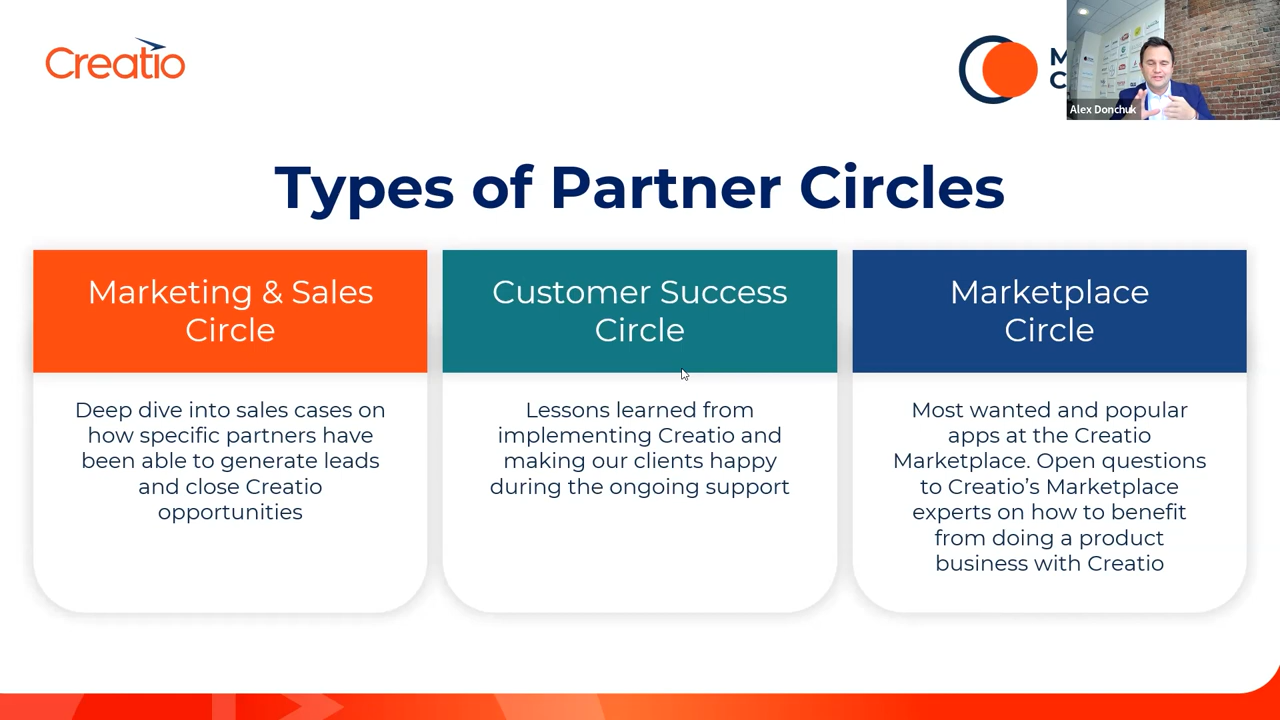 Creatio
Alex Donchuk
Types of Partner Circles
Marketing & Sales
Circle
Deep dive into sales cases on
how specific partners have
been able to generate leads
and close Creatio
opportunities
Customer Success
Circle
Lessons learned from
implementing Creatio and
making our clients happy
during the ongoing support
Marketplace
Circle
Most wanted and popular
apps at the Creatio
Marketplace. Open questions
to Creatio’s Marketplace
experts on how to benefit
from doing a product
business with Creatio